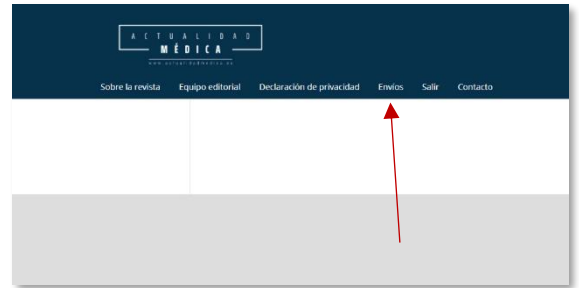 ACTUALIDAD
MÉDICA
www.actualidadmedica.es
Sobre la revista Equipo editorial Declaración de privacidad Envíos Salir Contacto